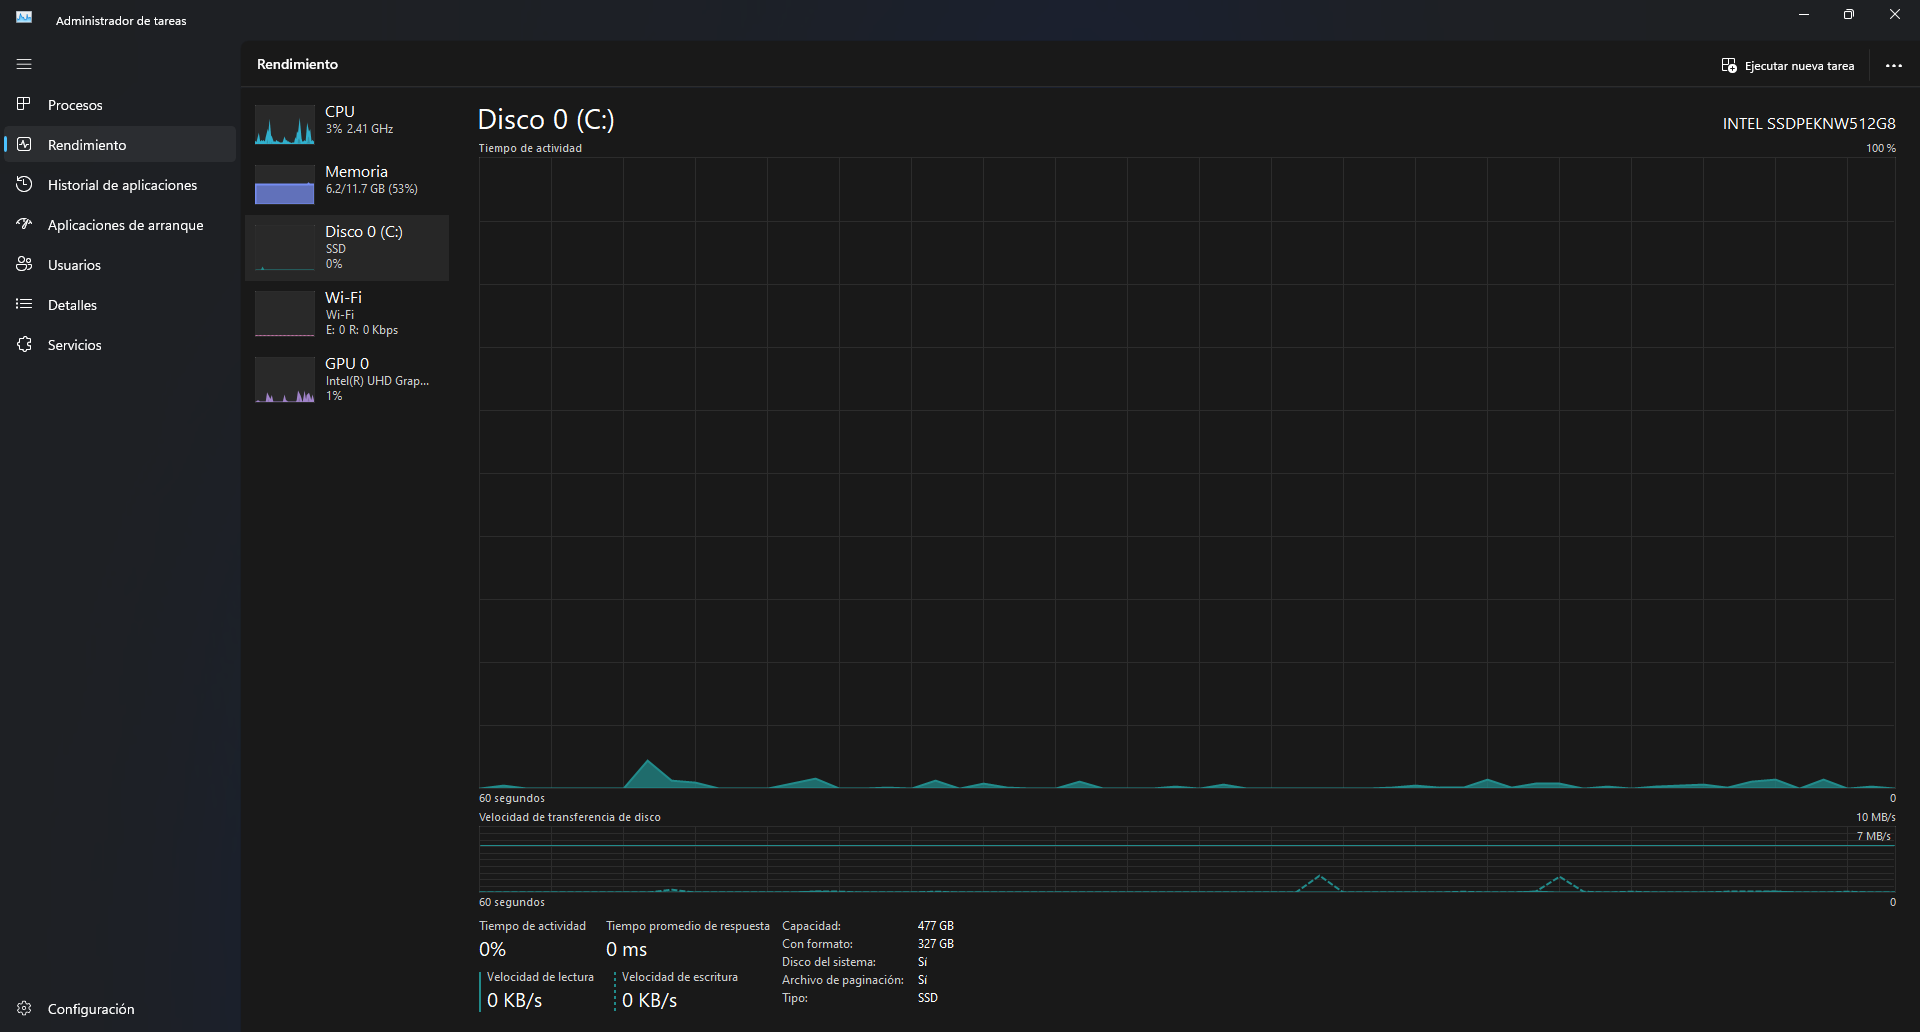 Administrador de tareas
Rendimiento
Ejecutar nueva tarea
Procesos
Rendimiento
Historial de aplicaciones
Aplicaciones de arranque
Usuarios
Detalles
Servicios
Configuración
CPU
3% 2.41 GHz
Memoria
6.2/11.7 GB (53%)
Disco 0 (C:)
SSD
0%
Wi-Fi
Wi-Fi
E: 0 R: 0 Kbps
GPU 0
Intel(R) UHD Grap...
1%
Disco 0 (C:)
INTEL SSDPEKNW512G8
Tiempo de actividad
100 %
60 segundos
0
Velocidad de transferencia de disco
10 MB/s
7 MB/s
60 segundos
0
Tiempo de actividad
0%
Tiempo promedio de respuesta
0 ms
Velocidad de lectura
0 KB/s
Velocidad de escritura
0 KB/s
Capacidad: 477 GB
Con formato: 327 GB
Disco del sistema: Sí
Archivo de paginación: Sí
Tipo: SSD